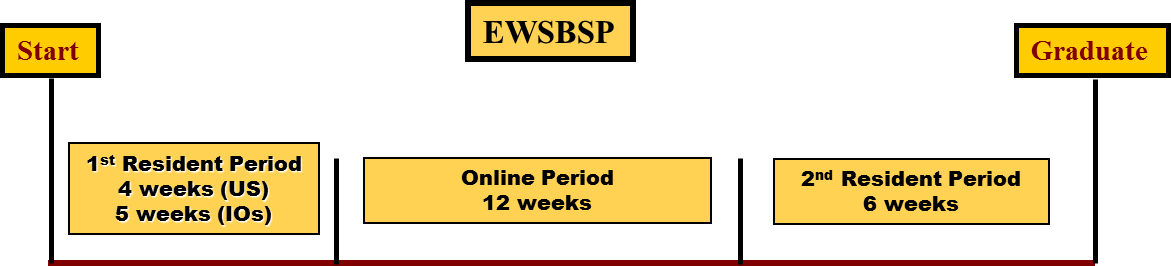 EWSBSP
Start
Graduate
1st Resident Period
4 weeks (US)
5 weeks (IOs)
Online Period
12 weeks
2nd Resident Period
6 weeks